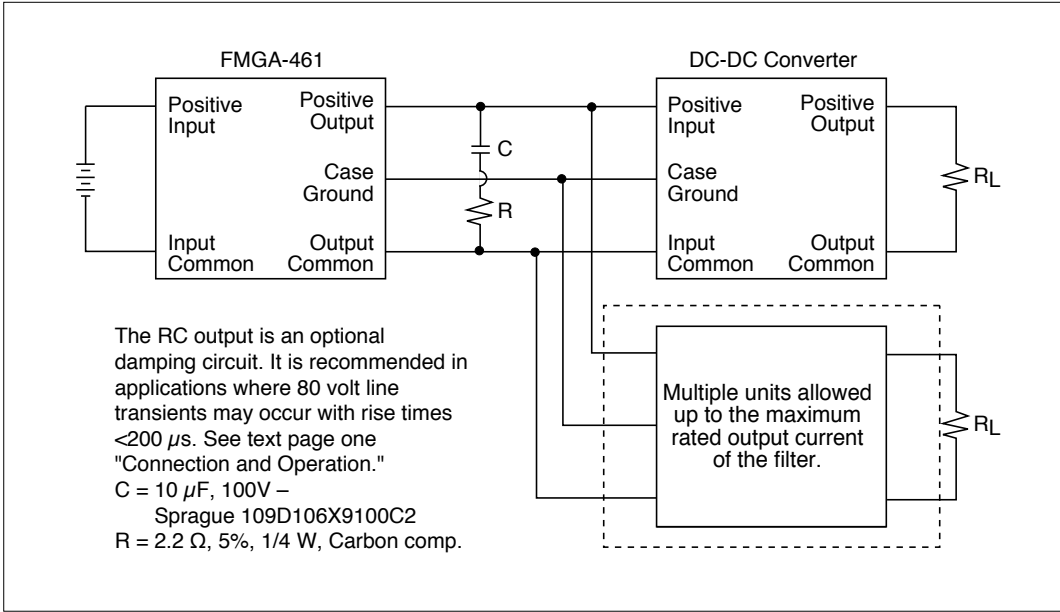 FMGA-461
DC-DC Converter
Positive
Input
Positive
Output
Case
Ground
Input
Common
Output
Common
C
R
Positive
Input
Positive
Output
Case
Ground
Input
Common
Output
Common
RL
The RC output is an optional
damping circuit. It is recommended in
applications where 80 volt line
transients may occur with rise times
<200 µs. See text page one
"Connection and Operation."
C = 10 µF, 100V –
Sprague 109D106X9100C2
R = 2.2 Ω, 5%, 1/4 W, Carbon comp.
Multiple units allowed
up to the maximum
rated output current
of the filter.
RL